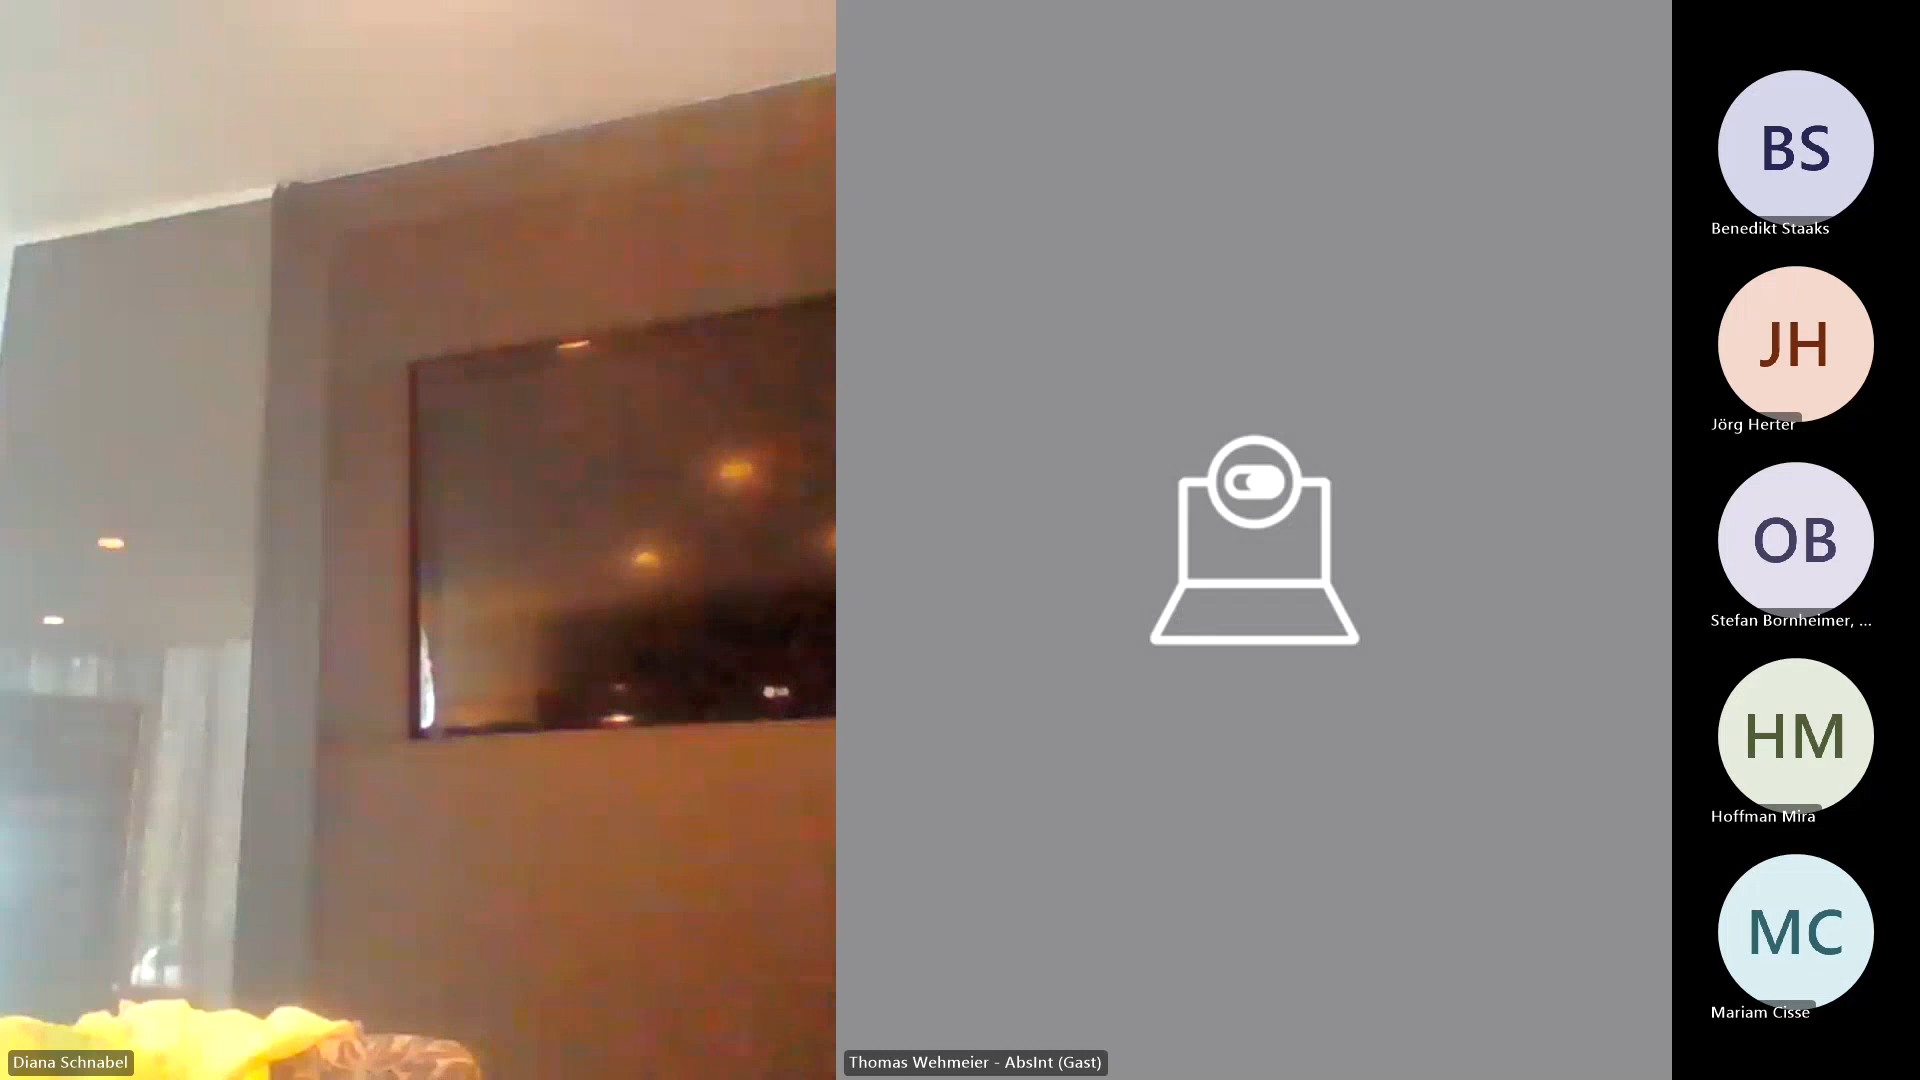 BS
Benedikt Staaks
JH
Jörg Herter
OB
Stefan Bornheimer, ...
HM
Hoffman Mira
MC
Mariam Cisse
Diana Schnabel
Thomas Wehmeier - AbsInt (Gast)